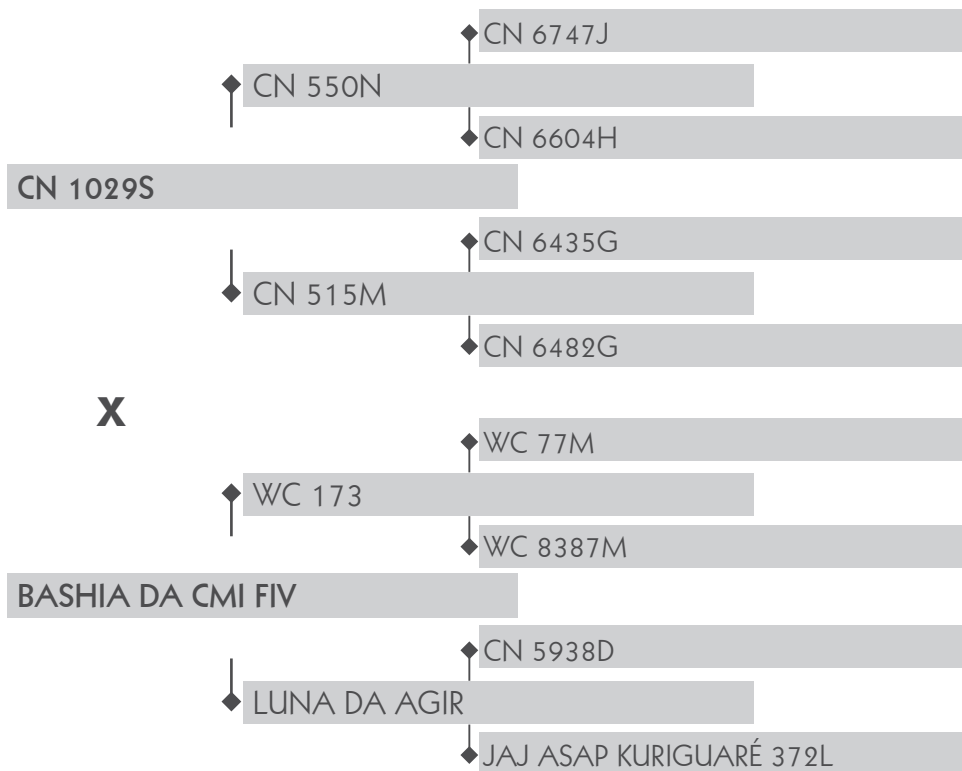 CN 6747J
CN 550N
CN 6604H
CN 1029S
CN 6435G
CN 515M
CN 6482G
X
WC 77M
WC 173
WC 8387M
BASHIA DA CMI FIV
CN 5938D
LUNA DA AGIR
JAJ ASAP KURIGUARÉ 372L